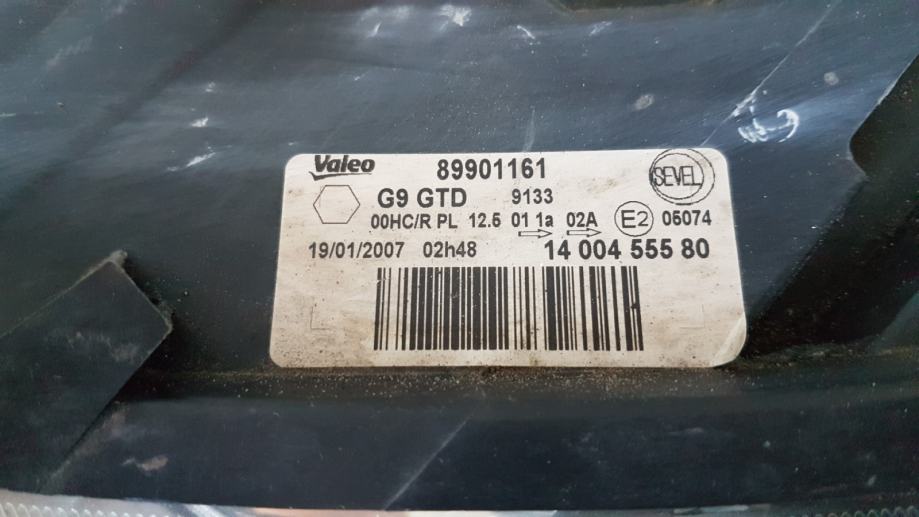 Valeo 89901161 SEVEL
G9 GTD 9133
00HC/R PL 12.5 01 1a 02A E2 05074
19/01/2007 02h48 14 004 555 80